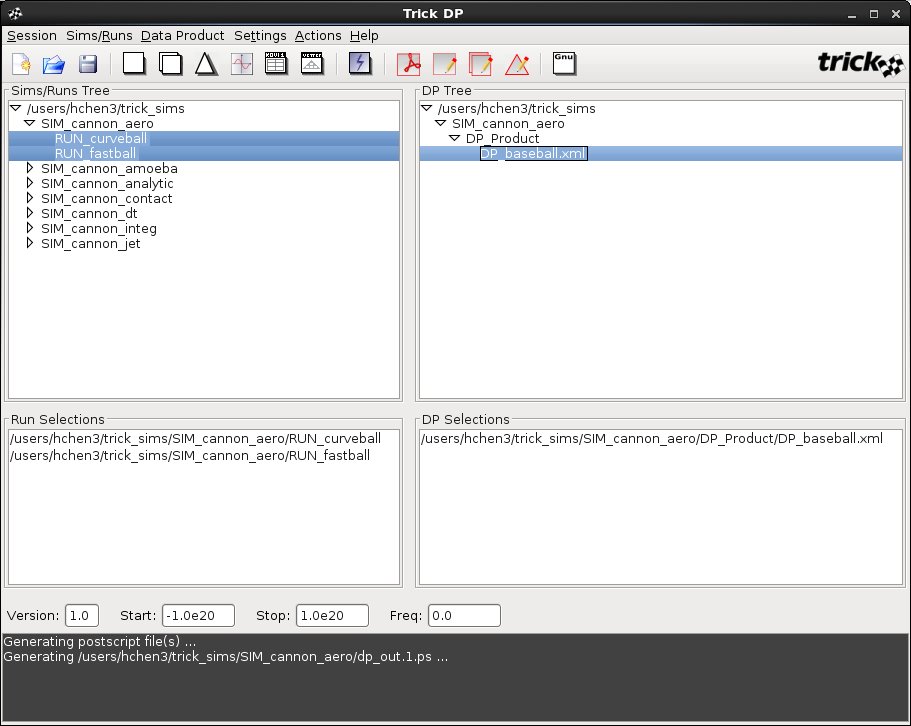 Trick DP
Session Sims/Runs Data Product Settings Actions Help
Gnu
trick
Sims/Runs Tree
/users/hchen3/trick_sims
SIM_cannon_aero
RUN_curveball
RUN_fastball
SIM_cannon_amoeba
SIM_cannon_analytic
SIM_cannon_contact
SIM_cannon_dt
SIM_cannon_integ
SIM_cannon_jet
DP Tree
/users/hchen3/trick_sims
SIM_cannon_aero
DP_Product
DP_baseball.xml
Run Selections
/users/hchen3/trick_sims/SIM_cannon_aero/RUN_curveball
/users/hchen3/trick_sims/SIM_cannon_aero/RUN_fastball
DP Selections
/users/hchen3/trick_sims/SIM_cannon_aero/DP_Product/DP_baseball.xml
Version: 1.0 Start: -1.0e20 Stop: 1.0e20 Freq: 0.0
Generating postscript file(s) ...
Generating /users/hchen3/trick_sims/SIM_cannon_aero/dp_out.1.ps ...